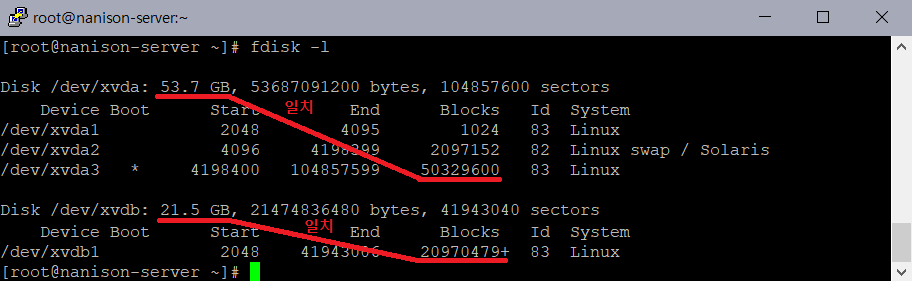 root@nanison-server:~
[root@nanison-server ~]# fdisk -l
Disk /dev/xvda: 53.7 GB, 53687091200 bytes, 104857600 sectors
Device Boot Start End Blocks Id System
/dev/xvda1 2048 4095 1024 83 Linux
/dev/xvda2 4096 4198399 2097152 82 Linux swap / Solaris
/dev/xvda3 * 4198400 104857599 50329600 83 Linux
일치
Disk /dev/xvdb: 21.5 GB, 21474836480 bytes, 41943040 sectors
Device Boot Start End Blocks Id System
/dev/xvdb1 2048 41943006 20970479+ 83 Linux
일치
[root@nanison-server ~]#